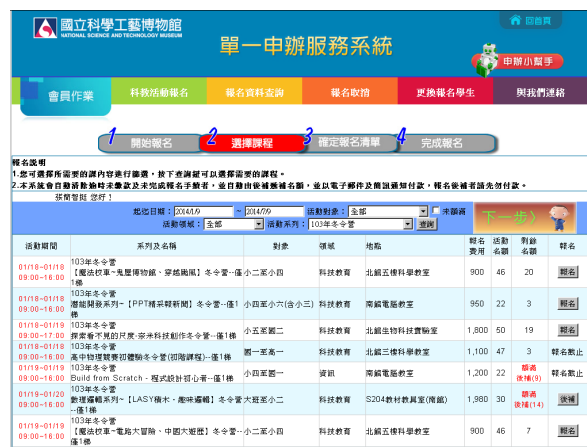 國立科學工藝博物館
NATIONAL SCIENCE AND TECHNOLOGY MUSEUM
單一申辦服務系統
回首頁
申辦小幫手
會員作業
科教活動報名
報名資料查詢
報名取消
更換報名學生
與我們連絡
1 開始報名
2 選擇課程
3 確定報名清單
4 完成報名
報名說明
1.您可選擇所需要的課內容進行篩選，按下查詢鈕可以選擇需要的課程。
2.本系統會自動清除逾時未繳款及未完成報名手續者，並自動由後補遞補名額，並以電子郵件及簡訊通知付款，報名後補者請先勿付款。
張簡智挺 您好！
起迄日期：2014/1/9 ~ 2014/7/9 活動對象：全部 未額滿
活動領域：全部 活動系列：103年冬令營 查詢
下一步
活動期間 系列及名稱 對象 領域 地點 報名費用 活動名額 剩餘名額 報名
01/18~01/18 09:00~16:00 103年冬令營 【魔法校車~鬼屋博物館、穿越颱風】冬令營--僅1梯 小二至小四 科技教育 北館五樓科學教室 900 46 20 報名
01/18~01/18 09:00~16:00 103年冬令營 潛能開發系列~【PPT精采報新聞】冬令營--僅1梯 小四至小六(含小三) 科技教育 南館電腦教室 950 22 3 報名
01/18~01/19 09:00~17:00 103年冬令營 探索看不見的尺度-奈米科技創作冬令營--僅1梯 小五至國二 科技教育 北館生物科技實驗室 1,800 50 19 報名
01/18~01/18 09:00~16:00 103年冬令營 高中物理競賽初體驗冬令營(初階課程)--僅1梯 國一至高一 科技教育 北館三樓科學教室 1,100 47 3 報名截止
01/19~01/19 09:00~16:00 103年冬令營 Build from Scratch - 程式設計初心者--僅1梯 小四至國一 資訊 南館電腦教室 1,200 22 額滿 後補(9) 報名截止
01/19~01/20 09:00~16:00 103年冬令營 數理邏輯系列~【LASY積木．趣味邏輯】冬令營--僅1梯 大班至小二 科技教育 S204教材教具室(南館) 1,980 30 額滿 後補(14) 後補
01/19~01/19 09:00~16:00 103年冬令營 【魔法校車~電路大冒險、中國大遊歷】冬令營--僅1梯 小二至小四 科技教育 北館五樓科學教室 900 46 7 報名